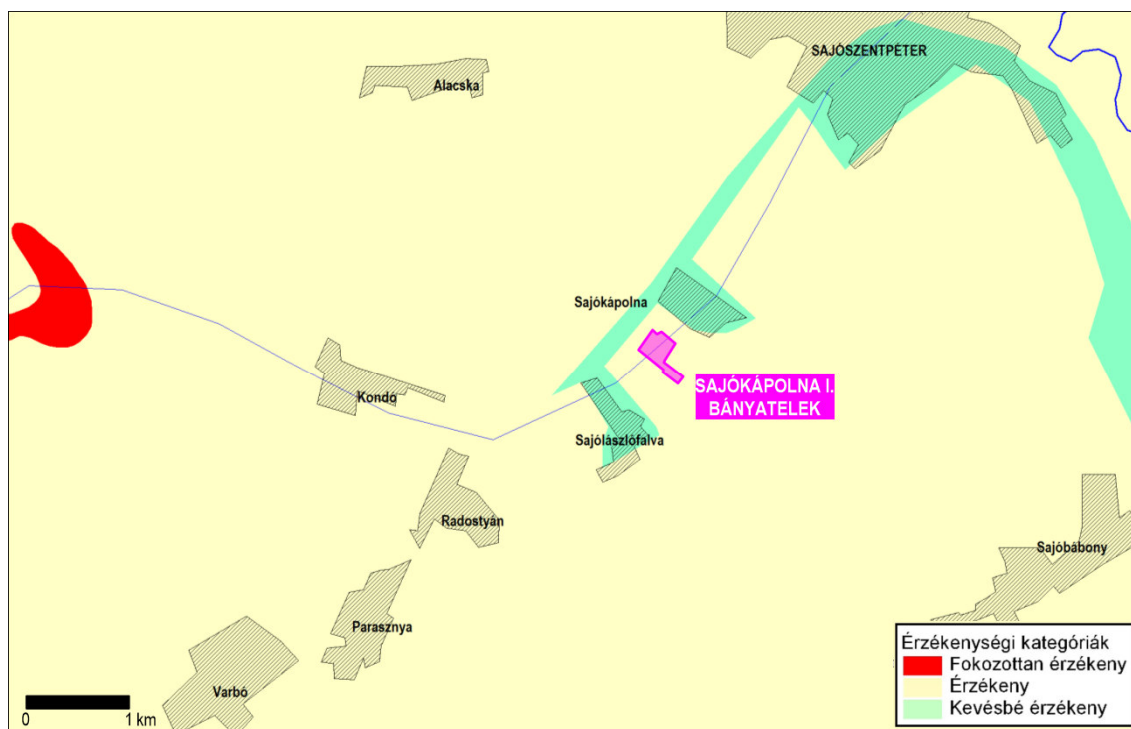 SAJÓSZENTPÉTER
Alacska
Sajókápolna
Kondó
SAJÓKÁPOLNA I.
BÁNYATELEK
Sajólászlófalva
Radostyán
Sajóbábony
Parasznya
Varbó
0 1 km
Érzékenységi kategóriák
Fokozottan érzékeny
Érzékeny
Kevésbé érzékeny